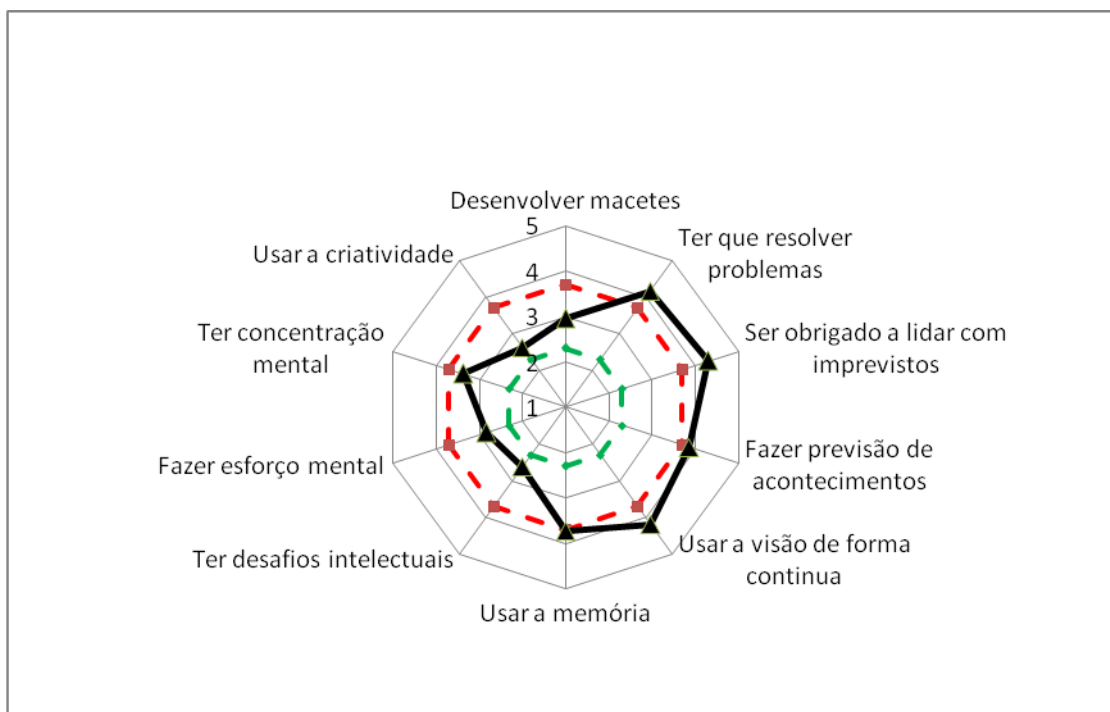 Desenvolver macetes
5
Usar a criatividade
Ter que resolver
problemas
4
Ter concentração
mental
3
Ser obrigado a lidar com
imprevistos
2
1
Fazer esforço mental
Fazer previsão de
acontecimentos
Ter desafios intelectuais
Usar a visão de forma
continua
Usar a memória